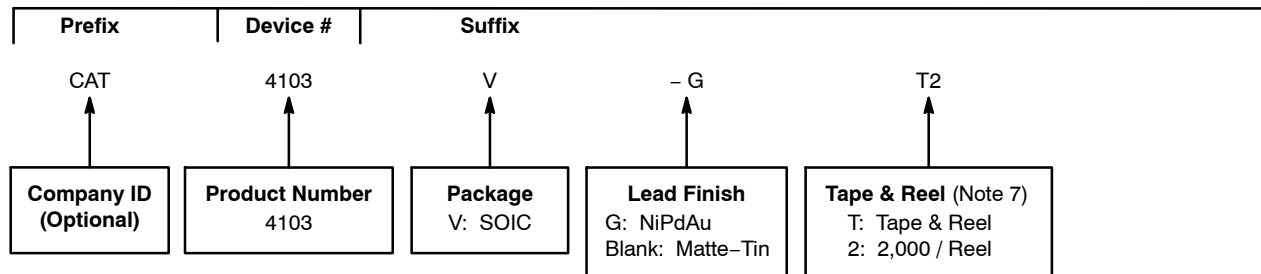 Prefix Device # Suffix
CAT 4103 V – G T2
Company ID
(Optional)
Product Number
4103
Package
V: SOIC
Lead Finish
G: NiPdAu
Blank: Matte−Tin
Tape & Reel (Note 7)
T: Tape & Reel
2: 2,000 / Reel